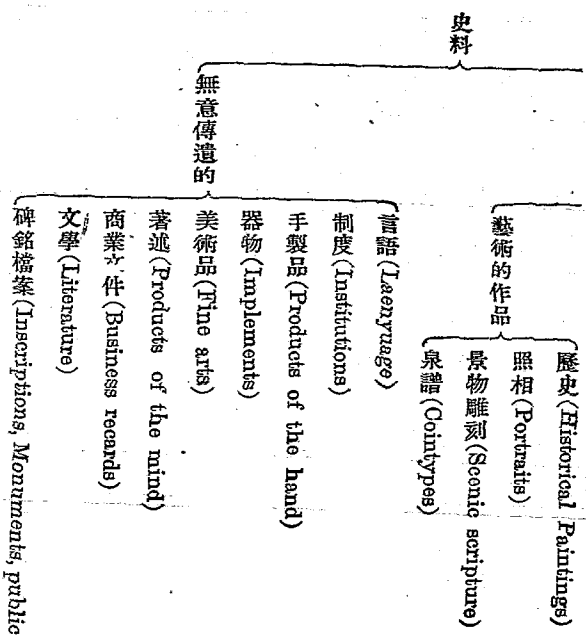 史料
藝術的作品
歷史(Historical Paintings)
照相(Portraits)
景物雕刻(Scenic scripture)
泉譜(Cointypes)
無意傳遺的
言語(Laenyuage)
制度(Institutions)
手製品(Products of the hand)
器物(Implements)
美術品(Fine arts)
著述(Products of the mind)
商業文件(Business recards)
文學(Literature)
碑銘檔案(Inscriptions, Monuments, public